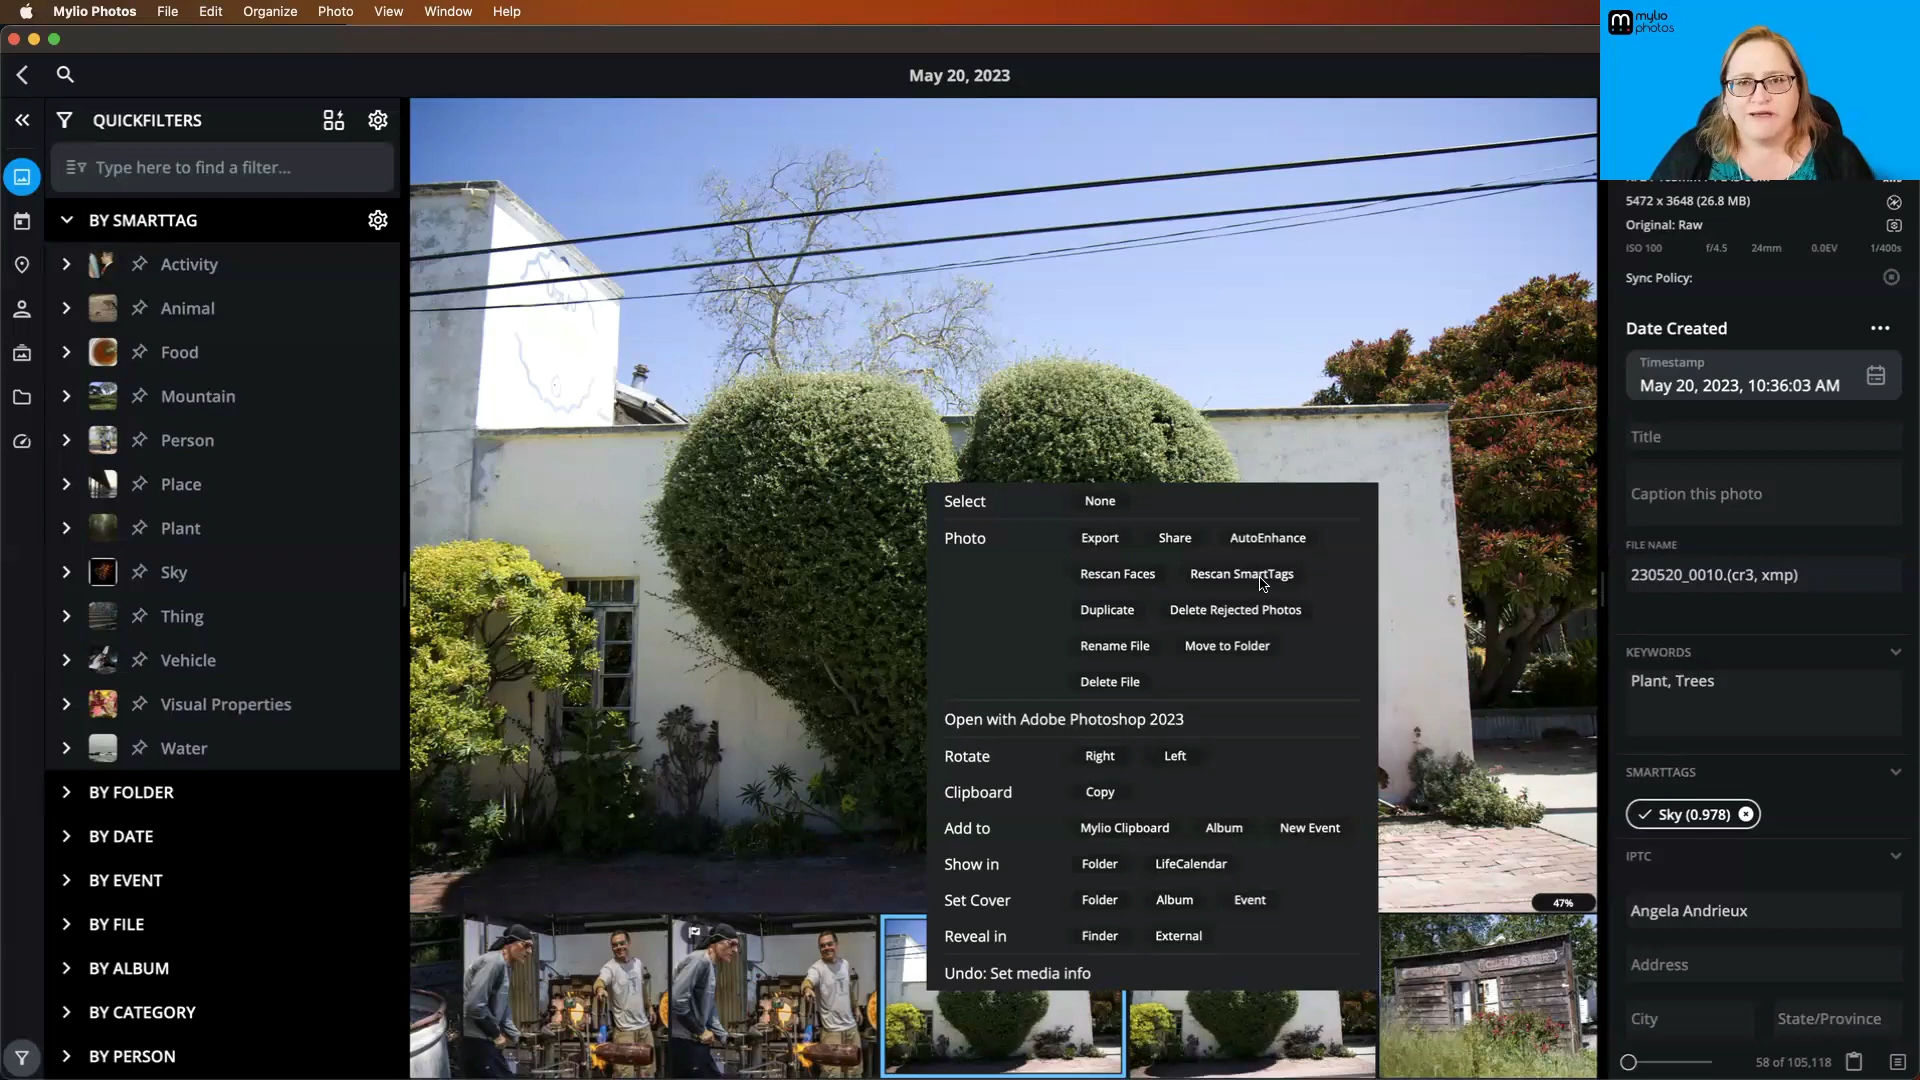 Mylio Photos File Edit Organize Photo View Window Help
mylio photos
May 20, 2023
QUICKFILTERS
Type here to find a filter...
BY SMARTTAG
Activity
Animal
Food
Mountain
Person
Place
Plant
Sky
Thing
Vehicle
Visual Properties
Water
BY FOLDER
BY DATE
BY EVENT
BY FILE
BY ALBUM
BY CATEGORY
BY PERSON
Select None
Photo Export Share AutoEnhance
Rescan Faces Rescan SmartTags
Duplicate Delete Rejected Photos
Rename File Move to Folder
Delete File
Open with Adobe Photoshop 2023
Rotate Right Left
Clipboard Copy
Add to Mylio Clipboard Album New Event
Show in Folder LifeCalendar
Set Cover Folder Album Event
Reveal in Finder External
Undo: Set media info
47%
5472 x 3648 (26.8 MB)
Original: Raw
ISO 100 f/4.5 24mm 0.0EV 1/400s
Sync Policy:
Date Created
Timestamp
May 20, 2023, 10:36:03 AM
Title
Caption this photo
FILE NAME
230520_0010.(cr3, xmp)
KEYWORDS
Plant, Trees
SMARTTAGS
Sky (0.978)
IPTC
Angela Andrieux
Address
City State/Province
58 of 105,118